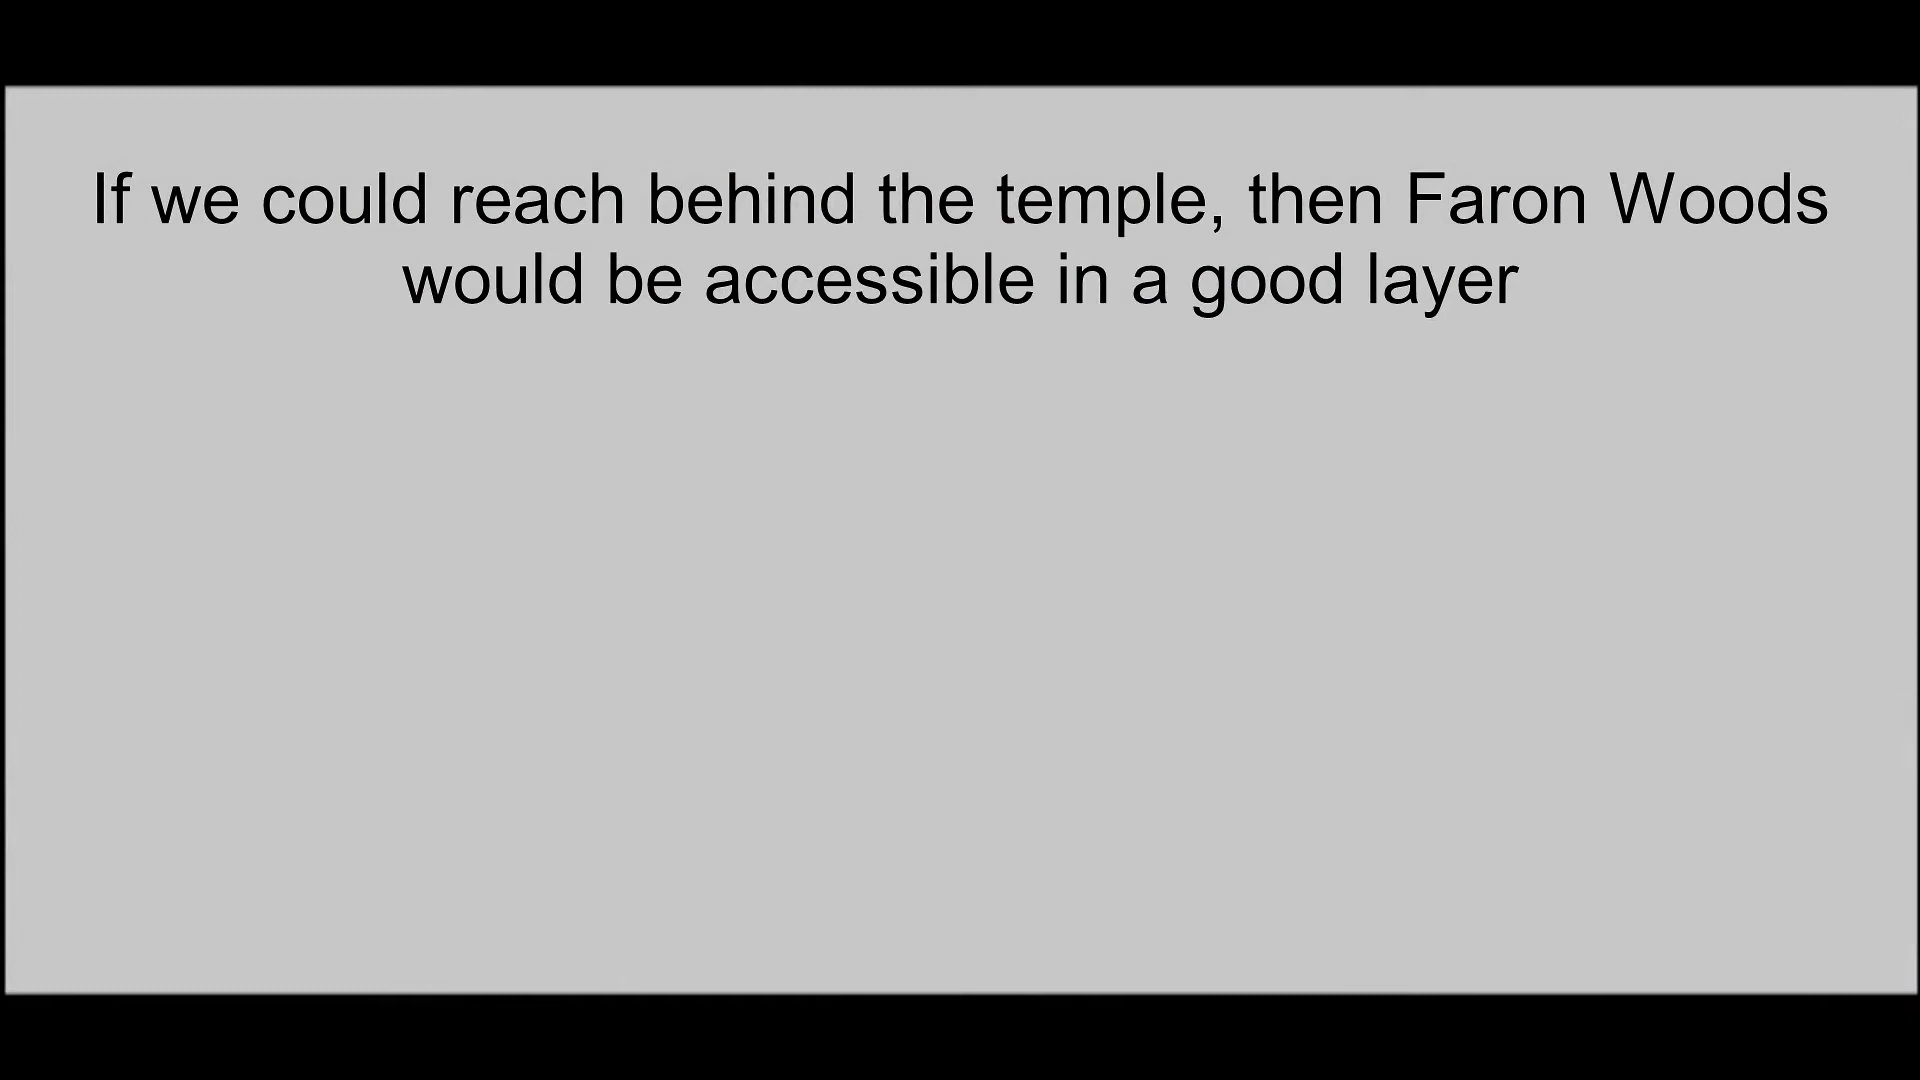 If we could reach behind the temple, then Faron Woods
would be accessible in a good layer